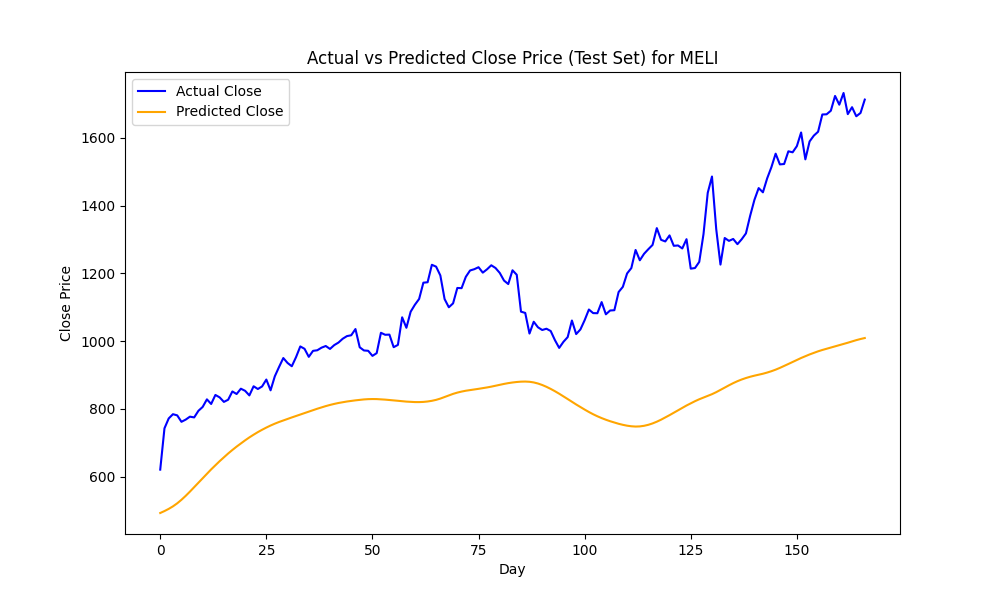 Actual vs Predicted Close Price (Test Set) for MELI
Actual Close
Predicted Close
Close Price
1600
1400
1200
1000
800
600
0 25 50 75 100 125 150
Day